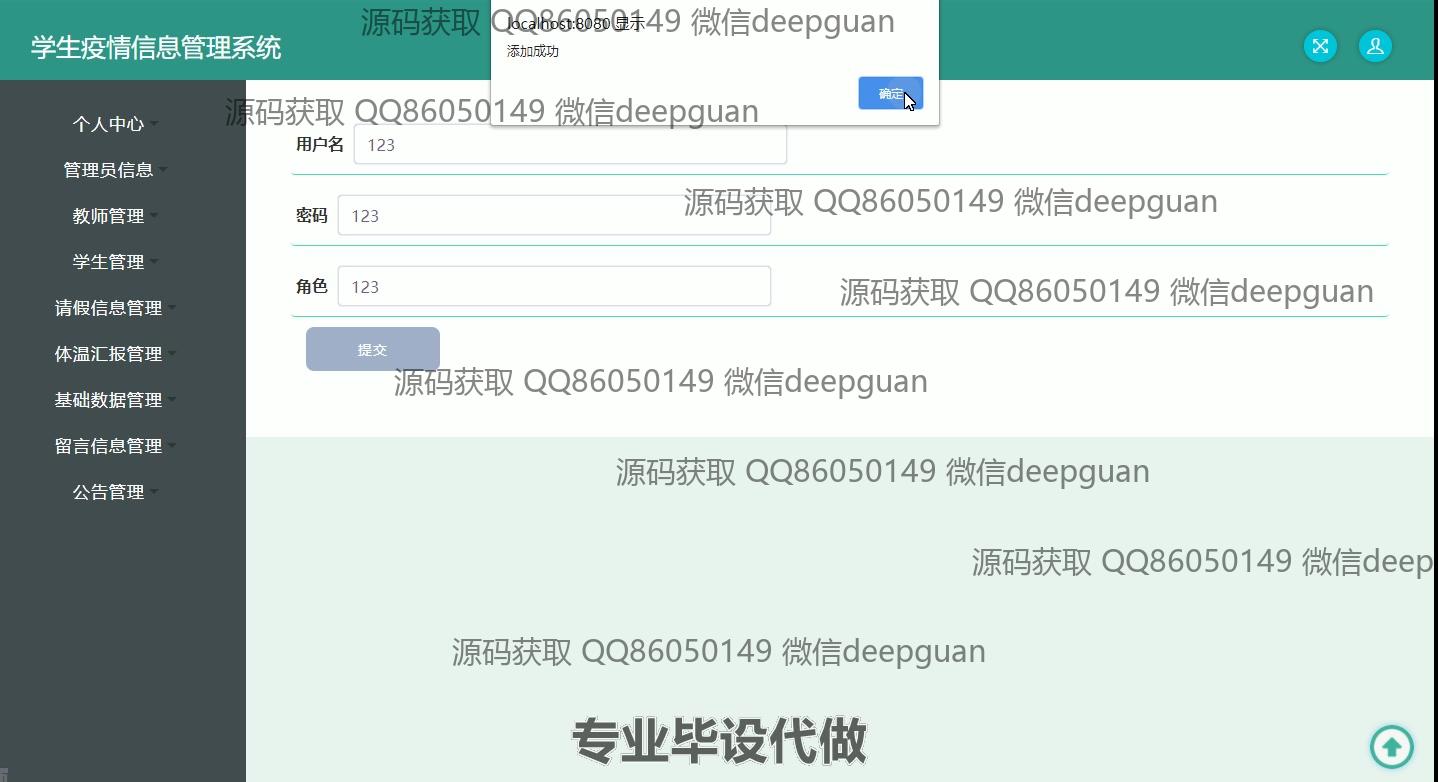 源码获取 QQ86050149 微信deepguan
localhost:8080 显示
学生疫情信息管理系统
添加成功
确定
源码获取 QQ86050149 微信deepguan
个人中心
用户名 123
管理员信息
源码获取 QQ86050149 微信deepguan
教师管理
密码 123
学生管理
角色 123
源码获取 QQ86050149 微信deepguan
请假信息管理
体温汇报管理
提交
源码获取 QQ86050149 微信deepguan
基础数据管理
留言信息管理
源码获取 QQ86050149 微信deepguan
公告管理
源码获取 QQ86050149 微信deep
源码获取 QQ86050149 微信deepguan
专业毕设代做